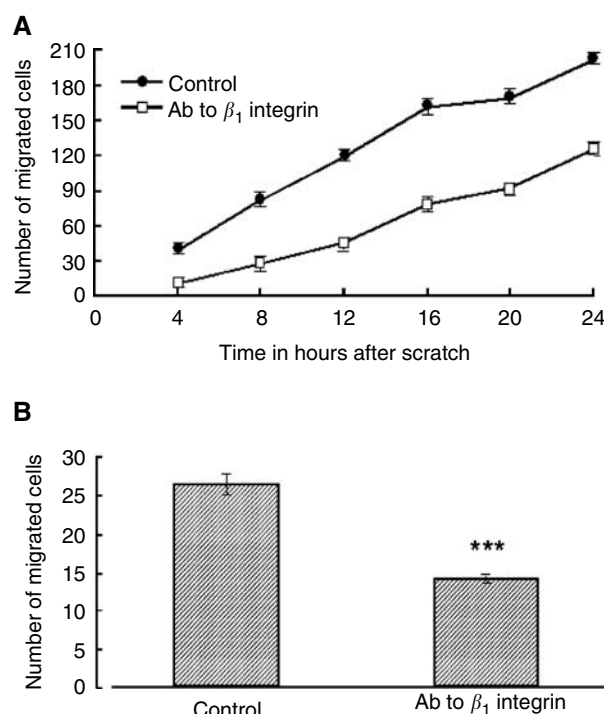 A
210
180
150
120
90
60
30
0
Number of migrated cells
Control
Ab to β1 integrin
0 4 8 12 16 20 24
Time in hours after scratch
B
30
25
20
15
10
5
0
Number of migrated cells
***
Control
Ab to β1 integrin